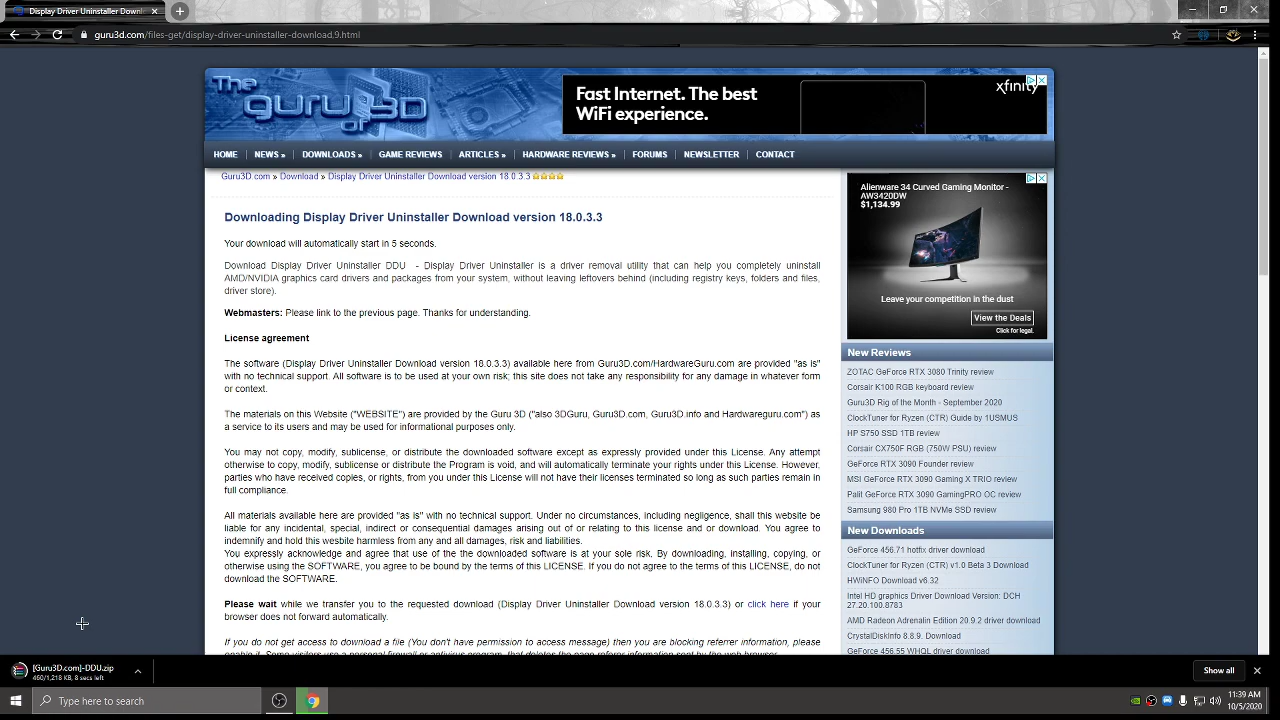 Display Driver Uninstaller Downl
guru3d.com/files-get/display-driver-uninstaller-download,9.html
The
guru of 3D
Fast Internet. The best
WiFi experience.
xfinity
HOME NEWS » DOWNLOADS » GAME REVIEWS ARTICLES » HARDWARE REVIEWS » FORUMS NEWSLETTER CONTACT
Guru3D.com » Download » Display Driver Uninstaller Download version 18.0.3.3
Downloading Display Driver Uninstaller Download version 18.0.3.3
Your download will automatically start in 5 seconds.
Download Display Driver Uninstaller DDU - Display Driver Uninstaller is a driver removal utility that can help you completely uninstall
AMD/NVIDIA graphics card drivers and packages from your system, without leaving leftovers behind (including registry keys, folders and files,
driver store).
Webmasters: Please link to the previous page. Thanks for understanding.
License agreement
The software (Display Driver Uninstaller Download version 18.0.3.3) available here from Guru3D.com/HardwareGuru.com are provided "as is"
with no technical support. All software is to be used at your own risk; this site does not take any responsibility for any damage in whatever form
or context.
The materials on this Website ("WEBSITE") are provided by the Guru 3D ("also 3DGuru, Guru3D.com, Guru3D info and Hardwareguru.com") as
a service to its users and may be used for informational purposes only.
You may not copy, modify, sublicense, or distribute the downloaded software except as expressly provided under this License. Any attempt
otherwise to copy, modify, sublicense or distribute the Program is void, and will automatically terminate your rights under this License. However,
parties who have received copies, or rights, from you under this License will not have their licenses terminated so long as such parties remain in
full compliance.
All materials available here are provided "as is" with no technical support. Under no circumstances, including negligence, shall this website be
liable for any incidental, special, indirect or consequential damages arising out of or relating to this license and or download. You agree to
indemnify and hold this wesbite harmless from any and all damages, risk and liabilities.
You expressly acknowledge and agree that use of the the downloaded software is at your sole risk. By downloading, installing, copying, or
otherwise using the SOFTWARE, you agree to be bound by the terms of this LICENSE. If you do not agree to the terms of this LICENSE, do not
download the SOFTWARE.
Please wait while we transfer you to the requested download (Display Driver Uninstaller Download version 18.0.3.3) or click here if your
browser does not forward automatically.
If you do not get access to download a file (You don't have permission to access message) then you are blocking referrer information, please
Alienware 34 Curved Gaming Monitor -
AW3420DW
$1,134.99
Leave your competition in the dust
View the Deals
Click for legal.
New Reviews
ZOTAC GeForce RTX 3080 Trinity review
Corsair K100 RGB keyboard review
Guru3D Rig of the Month - September 2020
ClockTuner for Ryzen (CTR) Guide by 1USMUS
HP S750 SSD 1TB review
Corsair CX750F RGB (750W PSU) review
GeForce RTX 3090 Founder review
MSI GeForce RTX 3090 Gaming X TRIO review
Palit GeForce RTX 3090 GamingPRO OC review
Samsung 980 Pro 1TB NVMe SSD review
New Downloads
GeForce 456.71 hotfix driver download
ClockTuner for Ryzen (CTR) v1.0 Beta 3 Download
HWiNFO Download v6.32
Intel HD graphics Driver Download Version: DCH
27.20.100.8783
AMD Radeon Adrenalin Edition 20.9.2 driver download
CrystalDiskInfo 8.8.9. Download
GeForce 456.55 WHQL driver download
[Guru3D.com]-DDU.zip
460/1,218 KB, 8 secs left
Show all
Type here to search
11:39 AM
10/5/2020